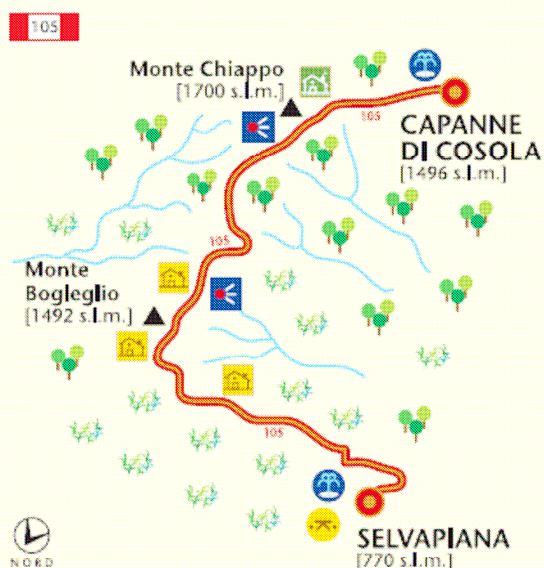 105
Monte Chiappo
[1700 s.l.m.]
105
CAPANNE
DI COSOLA
[1496 s.l.m.]
105
Monte
Bogleglio
[1492 s.l.m.]
105
SELVAPIANA
[770 s.l.m.]
NORD